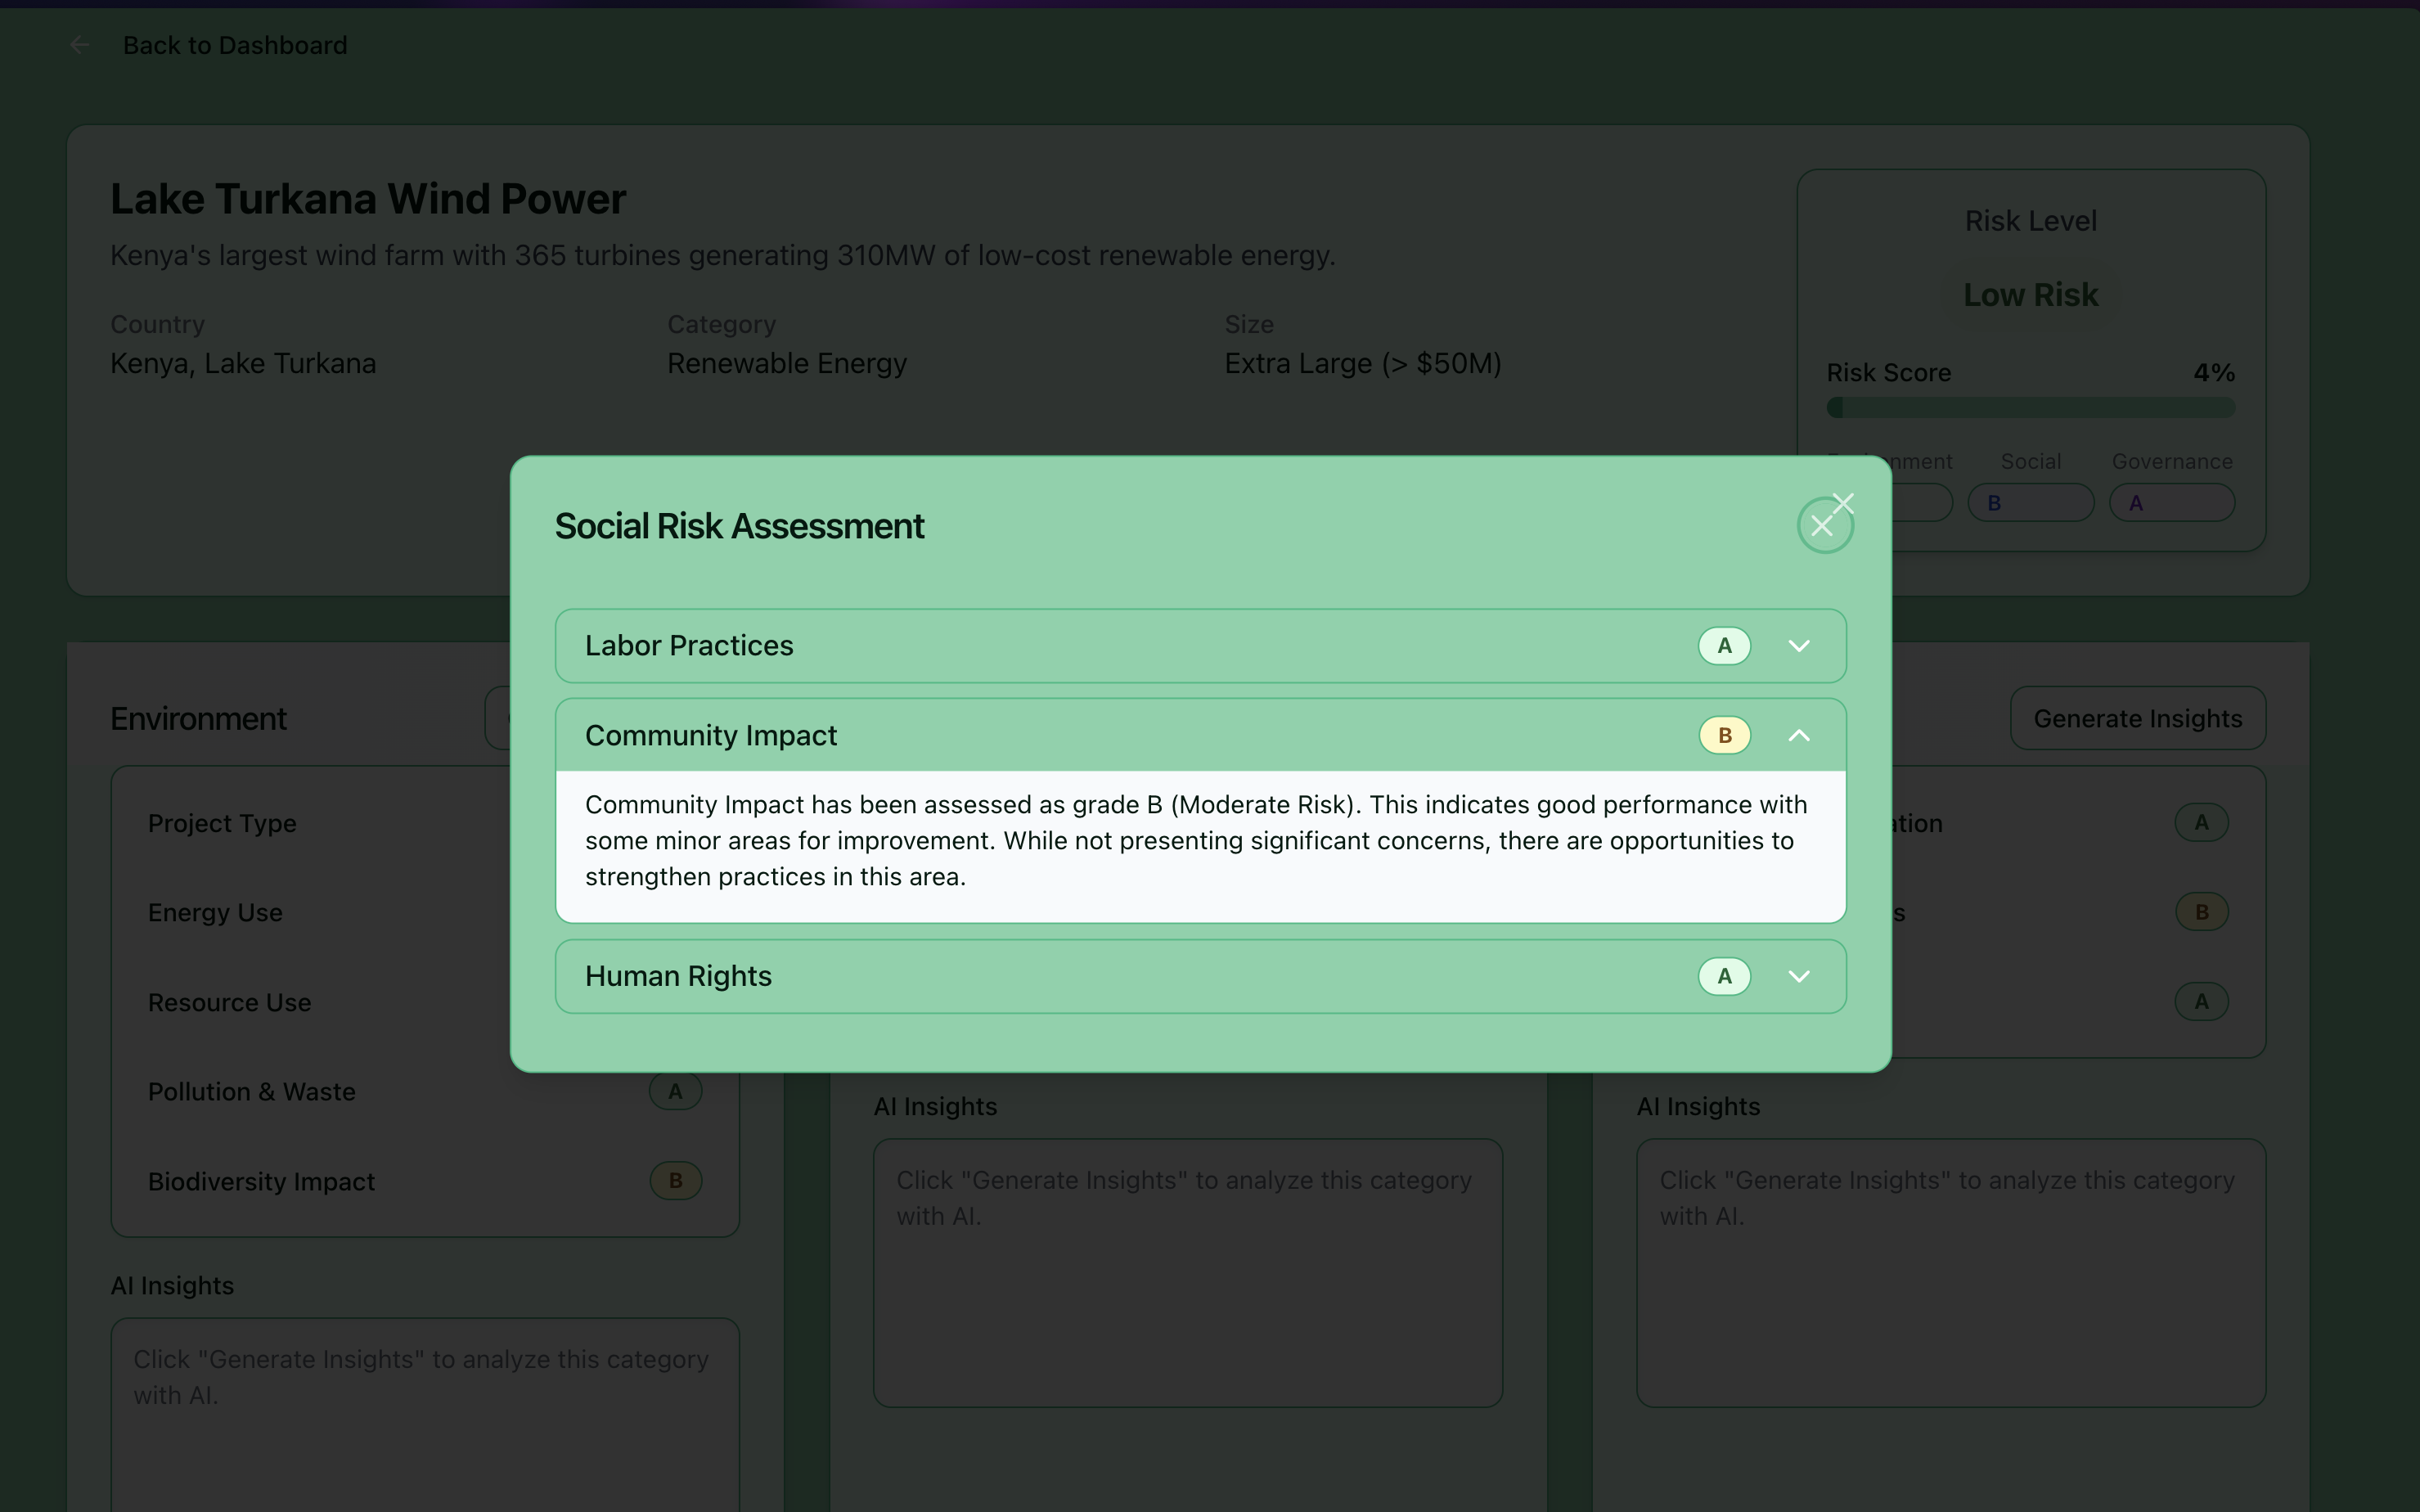 Back to Dashboard
Lake Turkana Wind Power
Kenya's largest wind farm with 365 turbines generating 310MW of low-cost renewable energy.
Country
Kenya, Lake Turkana
Category
Renewable Energy
Size
Extra Large (> $50M)
Risk Level
Low Risk
Risk Score 4%
Social Governance
B A
Social Risk Assessment
Labor Practices A
Community Impact B
Community Impact has been assessed as grade B (Moderate Risk). This indicates good performance with
some minor areas for improvement. While not presenting significant concerns, there are opportunities to
strengthen practices in this area.
Human Rights A
Environment
Project Type
Energy Use
Resource Use
Pollution & Waste A
Biodiversity Impact B
AI Insights
Click "Generate Insights" to analyze this category
with AI.
AI Insights
Click "Generate Insights" to analyze this category
with AI.
Generate Insights
A
B
A
AI Insights
Click "Generate Insights" to analyze this category
with AI.